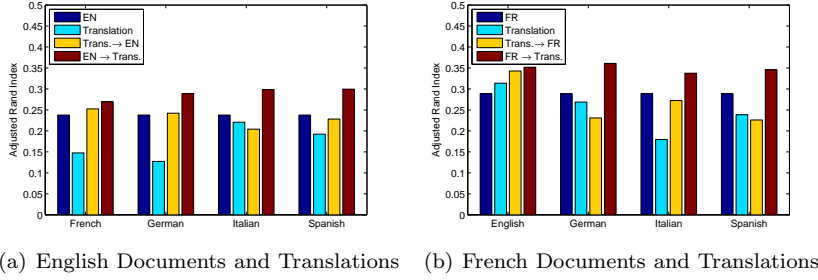 0.5
0.45
0.4
0.35
0.3
0.25
0.2
0.15
0.1
0.05
0
Adjusted Rand Index
EN
Translation
Trans.→ EN
EN → Trans.
French German Italian Spanish
(a) English Documents and Translations
0.5
0.45
0.4
0.35
0.3
0.25
0.2
0.15
0.1
0.05
0
Adjusted Rand Index
FR
Translation
Trans.→ FR
FR → Trans.
English German Italian Spanish
(b) French Documents and Translations